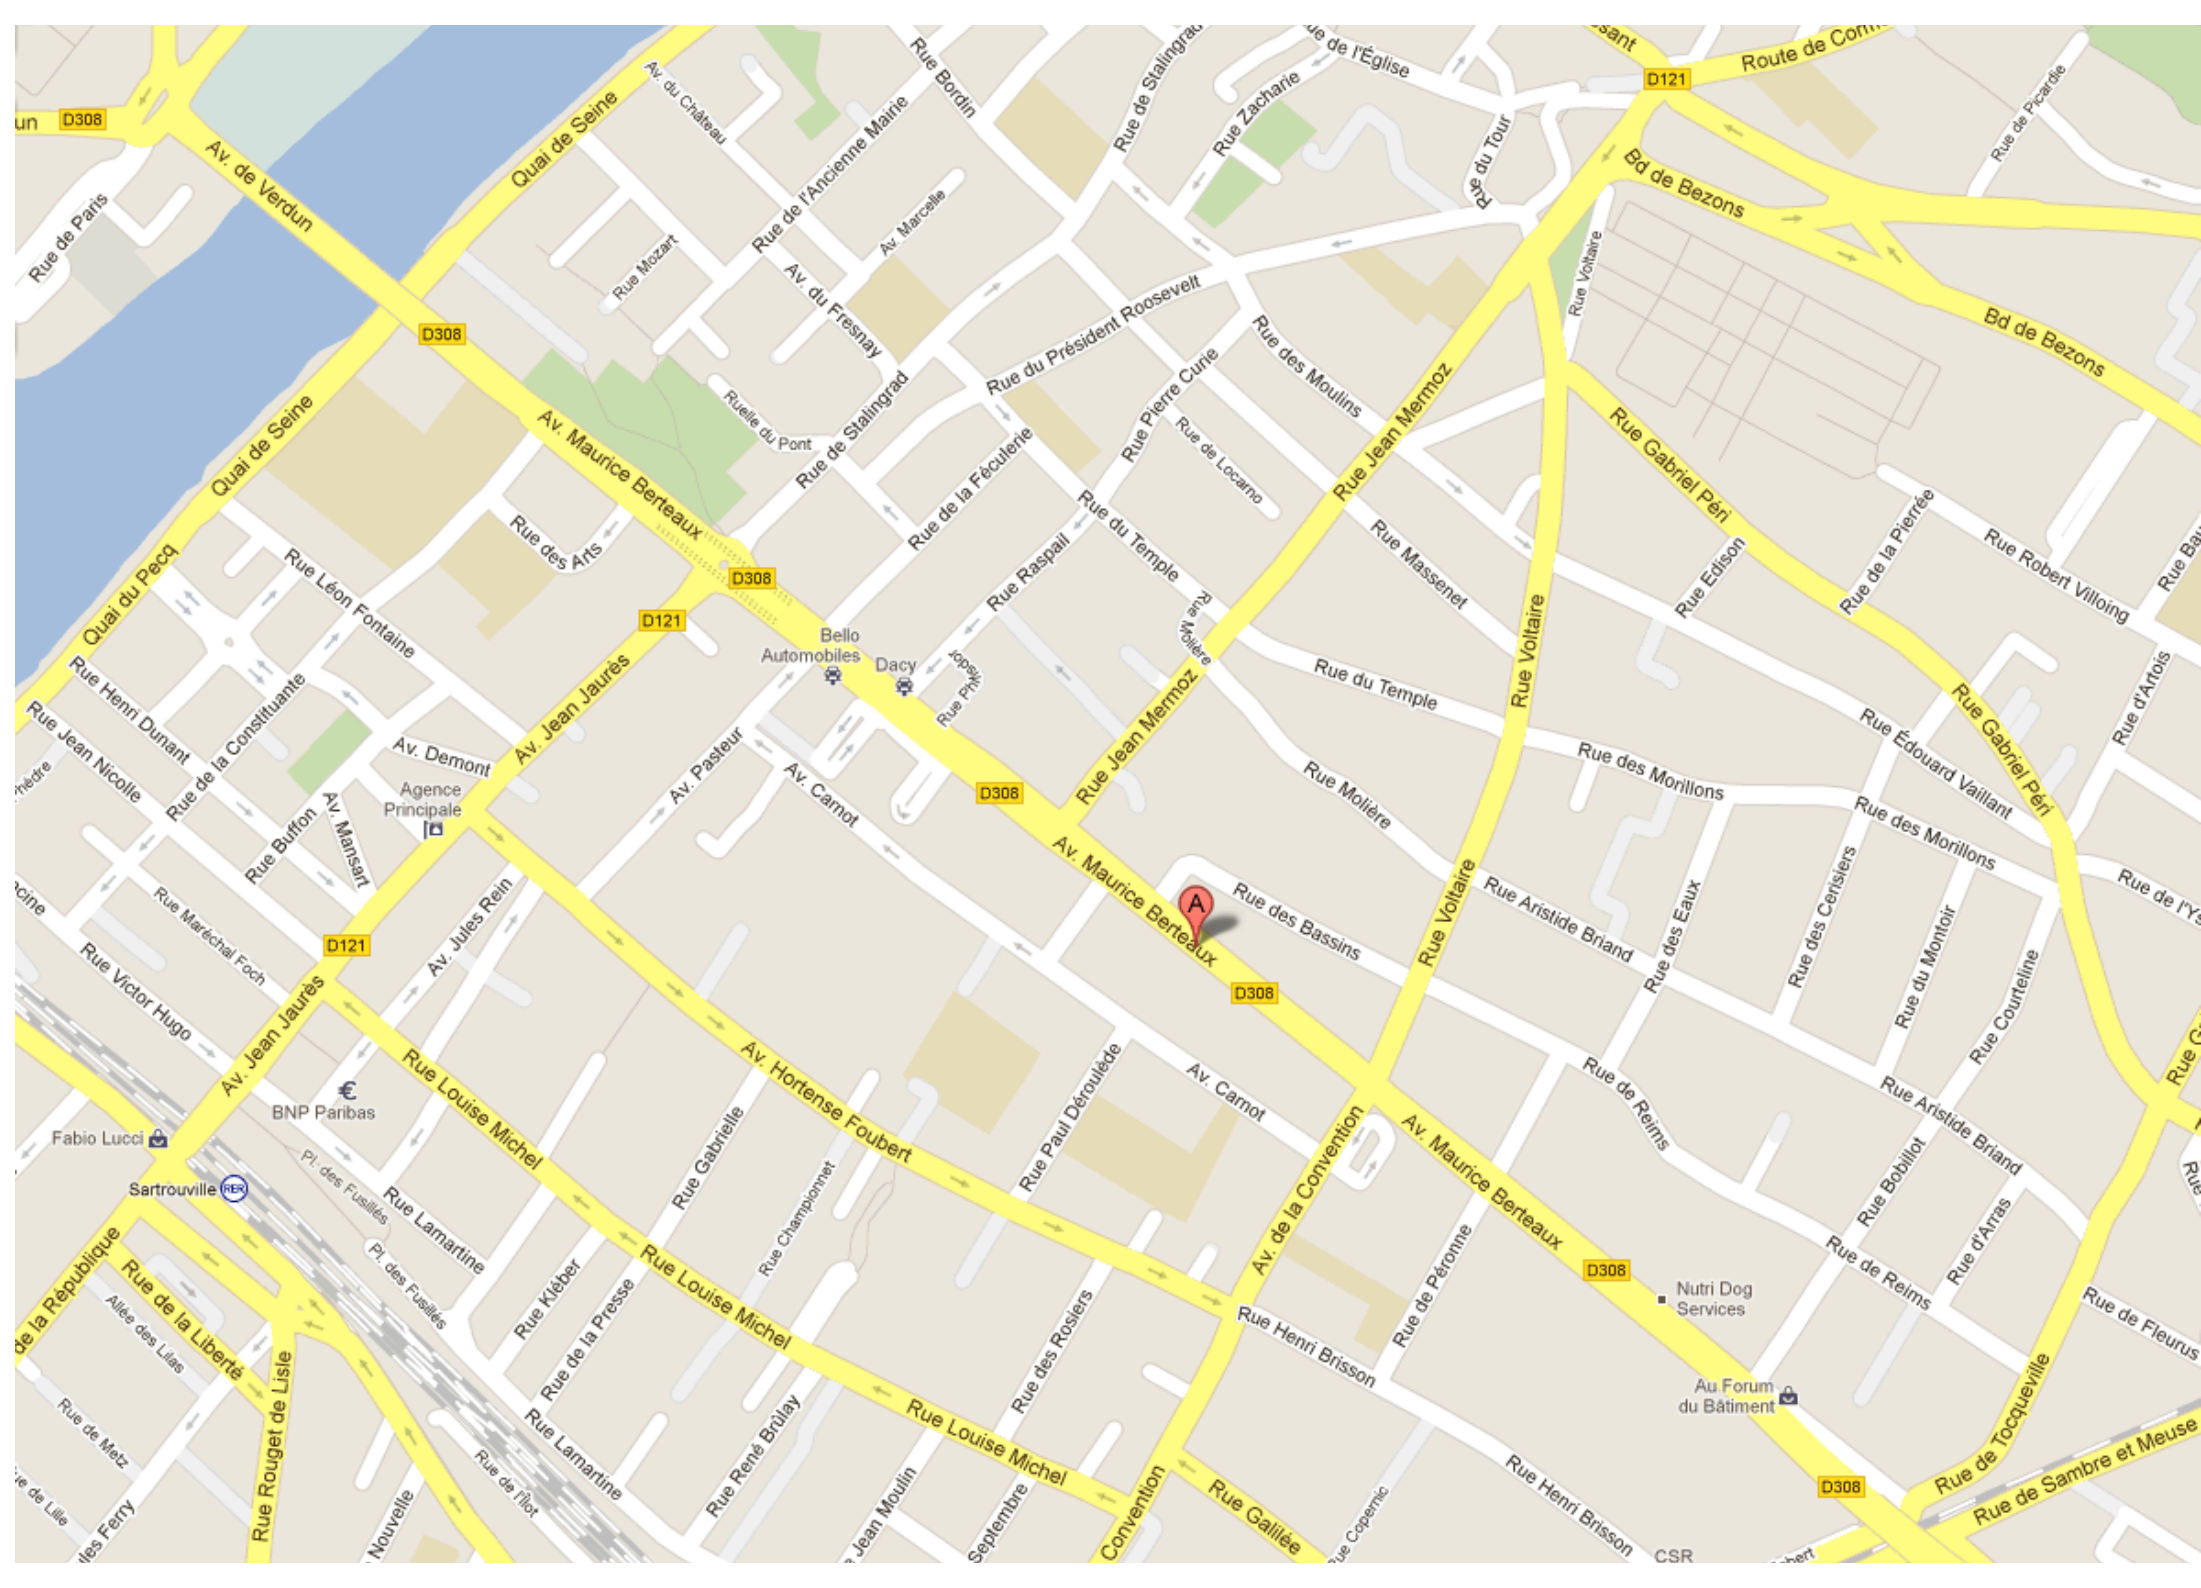 D308
Av. de Verdun
Rue de Paris
Quai de Seine
Av. du Château
Rue Bordin
Rue de l'Ancienne Mairie
Av. Marcelle
Rue Mozart
Av. du Fresnay
Rue de Stalingrad
Rue Zacharie
Rue du Tour
D121
Route de
Rue de Picardie
Bd de Bezons
Rue Voltaire
Bd de Bezons
D308
Rue du Président Roosevelt
Rue des Moulins
Rue Pierre Curie
Rue de Locarno
Rue Jean Mermoz
Rue Gabriel Péri
Quai de Seine
Av. Maurice Berteaux
Ruelle du Pont
Rue de Stalingrad
Rue de la Féculerie
Rue des Arts
Rue du Temple
Rue Raspail
Rue Massenet
Rue Edison
Rue de la Pierrée
Rue Robert Villoing
Quai du Pecq
Rue Léon Fontaine
D308
D121
Bello
Automobiles
Dacy
Rue Molière
Rue Voltaire
Rue d'Artois
Rue Henri Dunant
Rue Jean Nicolle
Rue de la Constituante
Av. Jean Jaurès
Av. Demont
Av. Pasteur
Av. Carnot
Rue Jean Mermoz
Rue du Temple
Rue des Morillons
Rue Édouard Vaillant
Rue Gabriel Péri
Rue Buffon
Av. Mansart
Agence
Principale
D308
Rue Molière
Rue des Morillons
Av. Maurice Berteaux
A
Rue des Bassins
Rue Voltaire
Rue Aristide Briand
Rue des Eaux
Rue des Cerisiers
Rue du Montoir
Rue Courteline
Rue Maréchal Foch
Av. Jules Rein
D121
Rue Victor Hugo
Av. Jean Jaurès
D308
BNP Paribas
Fabio Lucci
Sartrouville
RER
Rue Louise Michel
Av. Hortense Foubert
Rue Paul Déroulède
Av. Carnot
Rue de Reims
Rue Aristide Briand
Pl. des Fusillés
Rue Lamartine
Pl. des Fusillés
Rue Gabrielle
Rue Championnet
Av. de la Convention
Av. Maurice Berteaux
Rue Bobillot
Rue d'Arras
Rue de Reims
de la République
Rue de la Liberté
Allée des Lilas
Rue Kléber
Rue de la Presse
Rue Louise Michel
Rue des Rosiers
Rue Henri Brisson
Rue de Péronne
D308
Nutri Dog
Services
Rue de Fleurus
Au Forum
du Bâtiment
Rue de Metz
Rue Rouget de Lisle
Rue Lamartine
Rue de l'Îlot
Rue René Brûlay
Rue Louise Michel
Rue Jean Moulin
Septembre
Convention
Rue Galilée
Rue Copernic
Rue Henri Brisson
D308
Rue de Tocqueville
Rue de Sambre et Meuse
CSR
Nouvelle